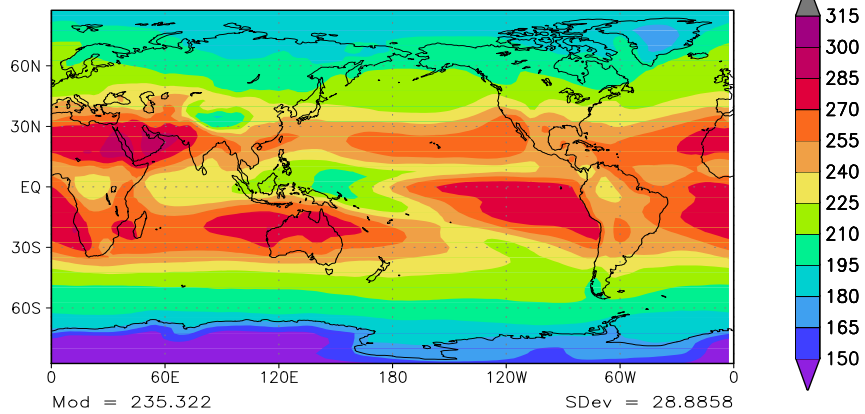 315
300
285
270
255
240
225
210
195
180
165
150
60N
30N
EQ
30S
60S
0 60E 120E 180 120W 60W 0
Mod = 235.322 SDev = 28.8858